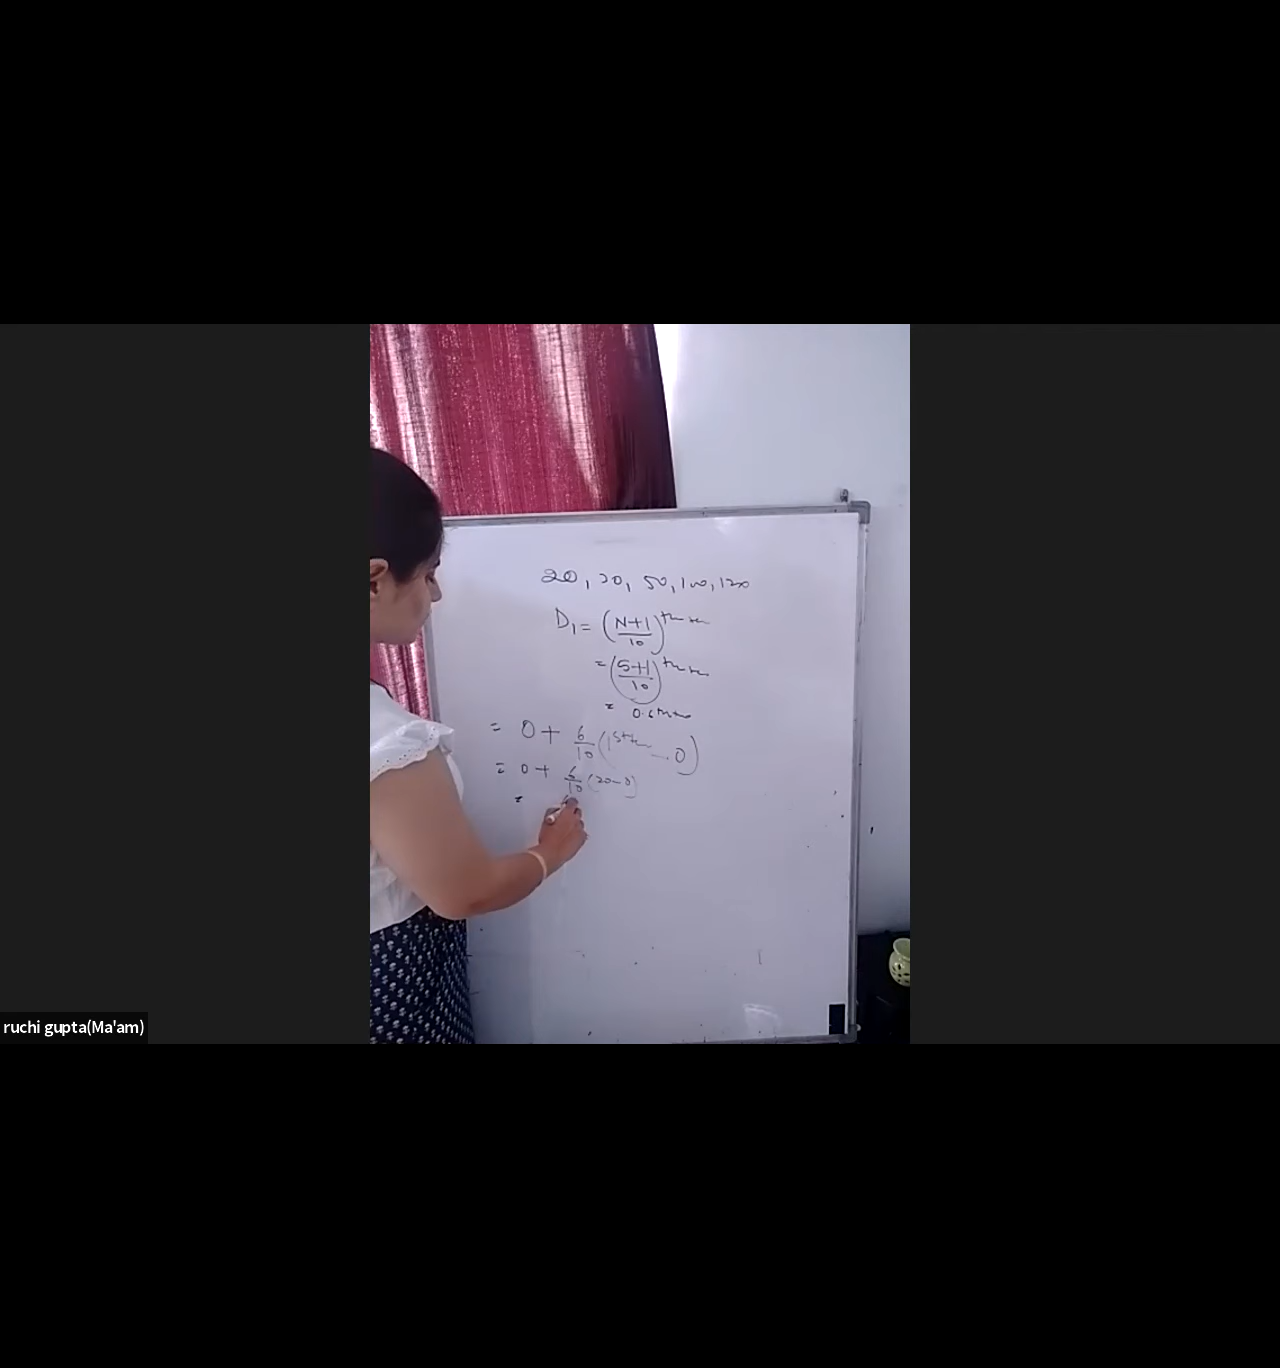 20, 30, 50, 100, 120
D₁ = (N+1/10)th
= (5+1/10)th
= 0.6th
= 0 + 6/10 (1st - 0)
= 0 + 6/10 (20-0)
=
ruchi gupta(Ma'am)